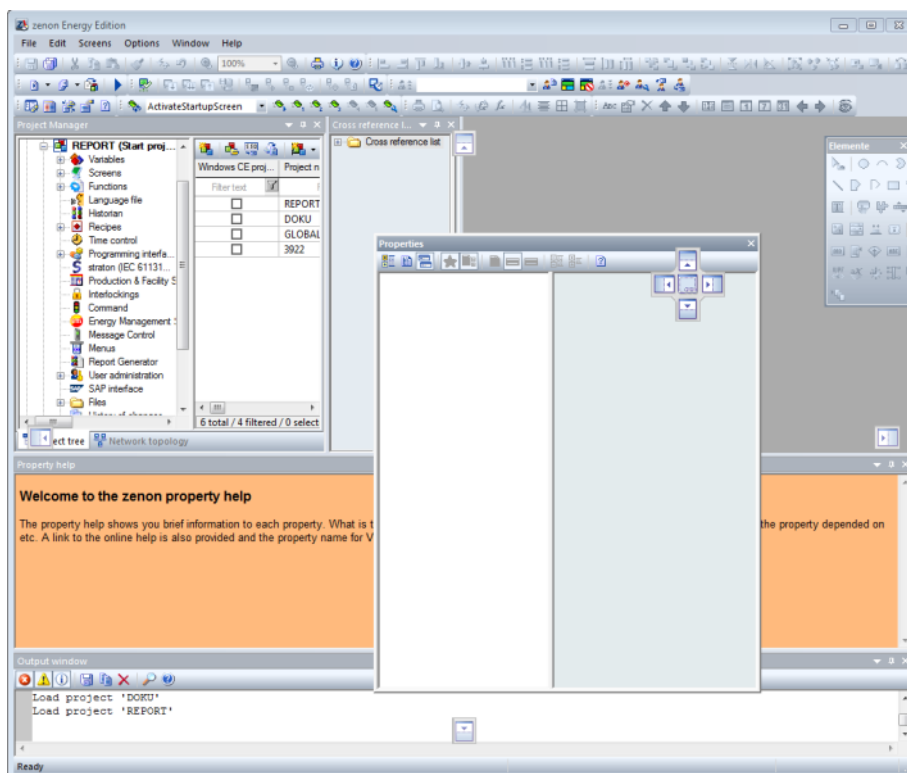 zenon Energy Edition
File Edit Screens Options Window Help
100%
ActivateStartupScreen
Project Manager
Cross reference l...
Elemente
REPORT (Start proj...
Variables
Screens
Functions
Language file
Historian
Recipes
Time control
Programming interfa...
straton (IEC 61131...
Production & Facility S
Interlockings
Command
Energy Management
Message Control
Menus
Report Generator
User administration
SAP interface
Files
Windows CE proj... Project n
Filter text
REPORT
DOKU
GLOBAL
3922
6 total / 4 filtered / 0 select
ect tree Network topology
Cross reference list
Properties
Property help
Welcome to the zenon property help
The property help shows you brief information to each property. What is t
the property depended on
etc. A link to the online help is also provided and the property name for V
Output window
Load project 'DOKU'
Load project 'REPORT'
Ready